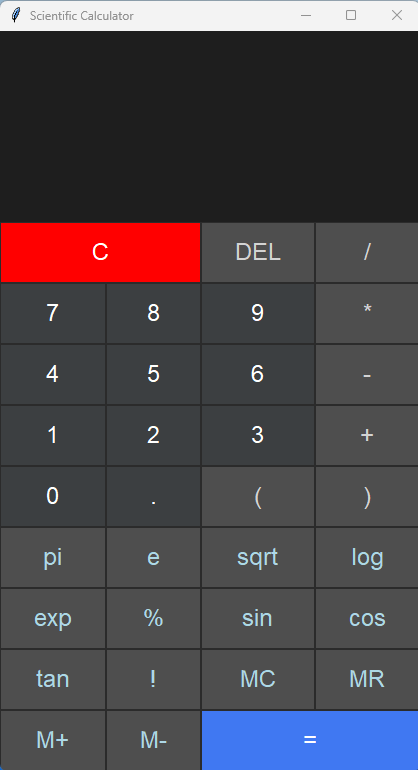 Scientific Calculator
C DEL /
7 8 9 *
4 5 6 -
1 2 3 +
0 . ( )
pi e sqrt log
exp % sin cos
tan ! MC MR
M+ M- =